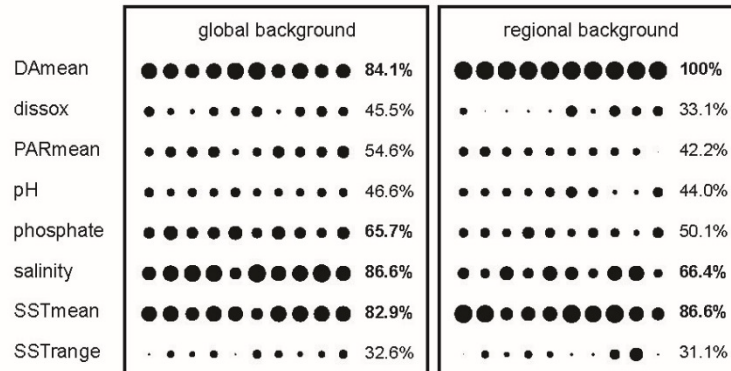 global background regional background
DAmean 84.1% 100%
dissox 45.5% 33.1%
PARmean 54.6% 42.2%
pH 46.6% 44.0%
phosphate 65.7% 50.1%
salinity 86.6% 66.4%
SSTmean 82.9% 86.6%
SSTrange 32.6% 31.1%